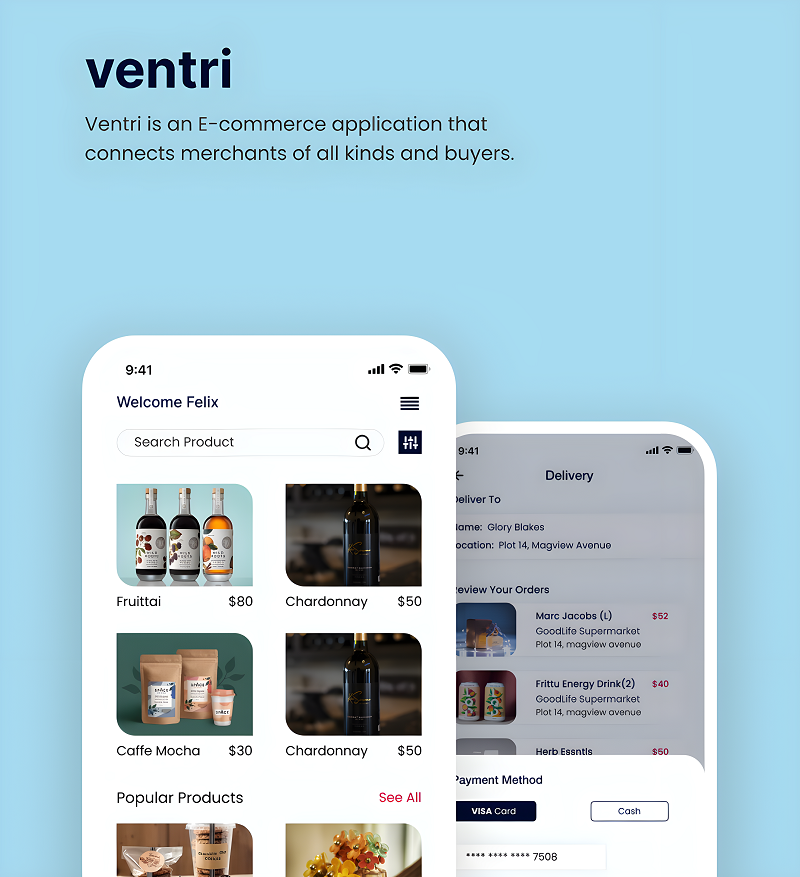 ventri
Ventri is an E-commerce application that
connects merchants of all kinds and buyers.
9:41
Welcome Felix
Search Product
Fruittai $80
Chardonnay $50
Caffe Mocha $30
Chardonnay $50
Popular Products
See All
9:41
Delivery
Deliver To
Name: Glory Blakes
Location: Plot 14, Magview Avenue
Review Your Orders
Marc Jacobs (L) $52
GoodLife Supermarket
Plot 14, magview avenue
Frittu Energy Drink(2) $40
GoodLife Supermarket
Plot 14, magview avenue
Herb Essntls $50
Payment Method
VISA Card
Cash
**** **** **** 7508